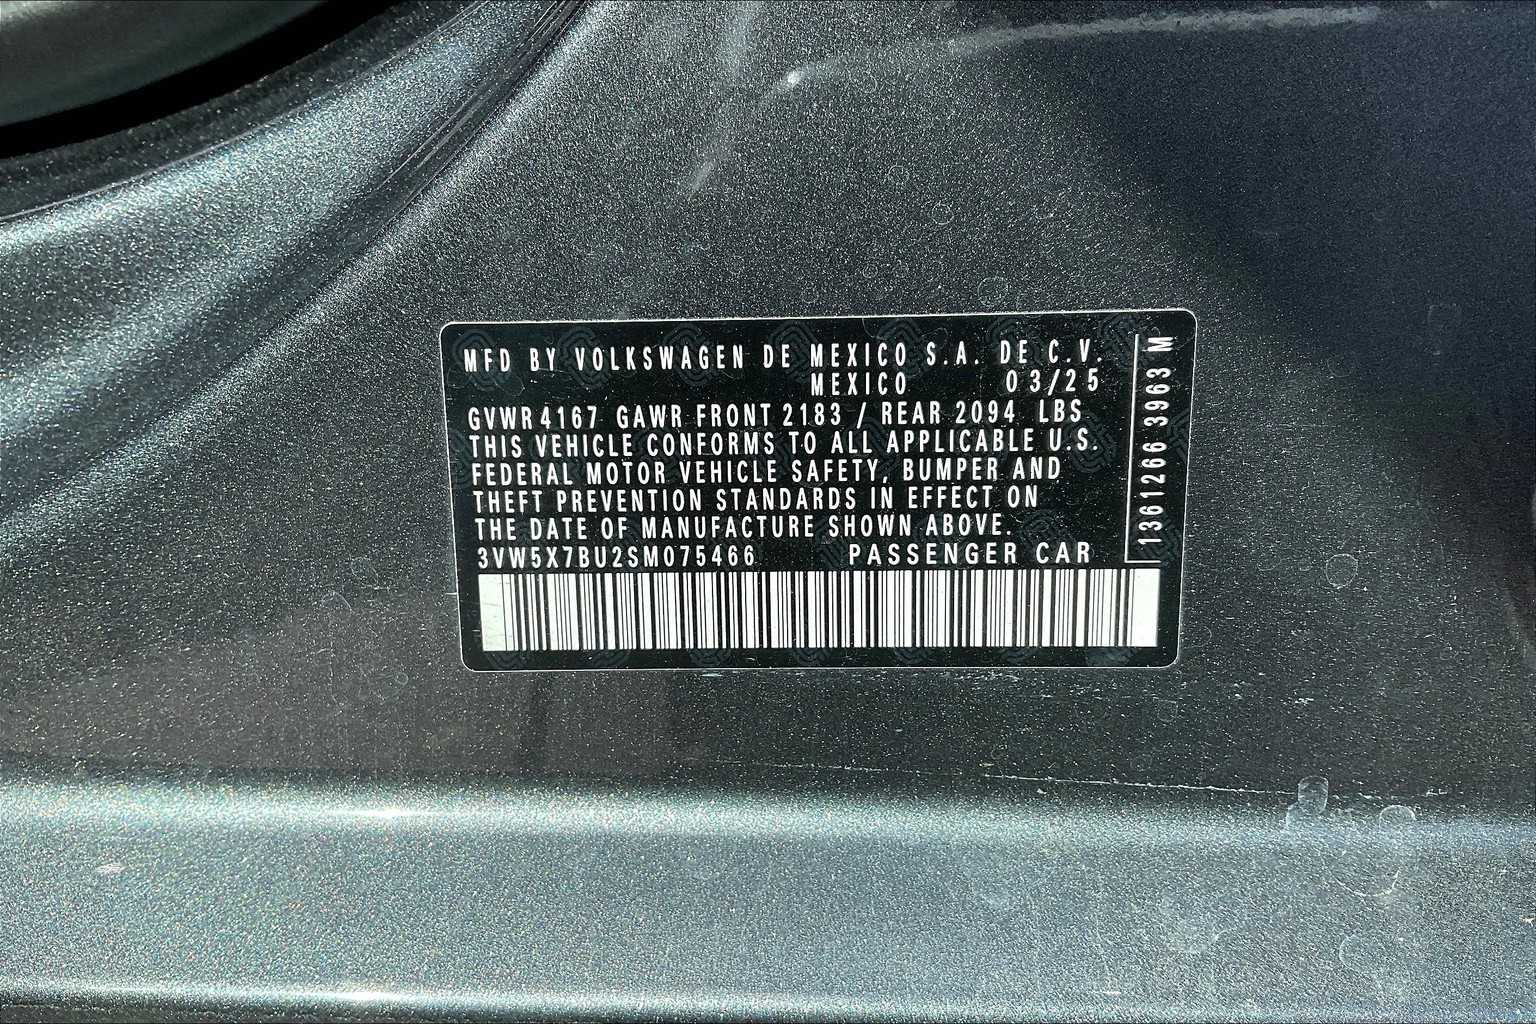 MFD BY VOLKSWAGEN DE MEXICO S.A. DE C.V.
MEXICO 03/25
GVWR 4167 GAWR FRONT 2183 / REAR 2094 LBS
THIS VEHICLE CONFORMS TO ALL APPLICABLE U.S.
FEDERAL MOTOR VEHICLE SAFETY, BUMPER AND
THEFT PREVENTION STANDARDS IN EFFECT ON
THE DATE OF MANUFACTURE SHOWN ABOVE.
3VW5X7BU2SM075466 PASSENGER CAR
1361266 3963 M